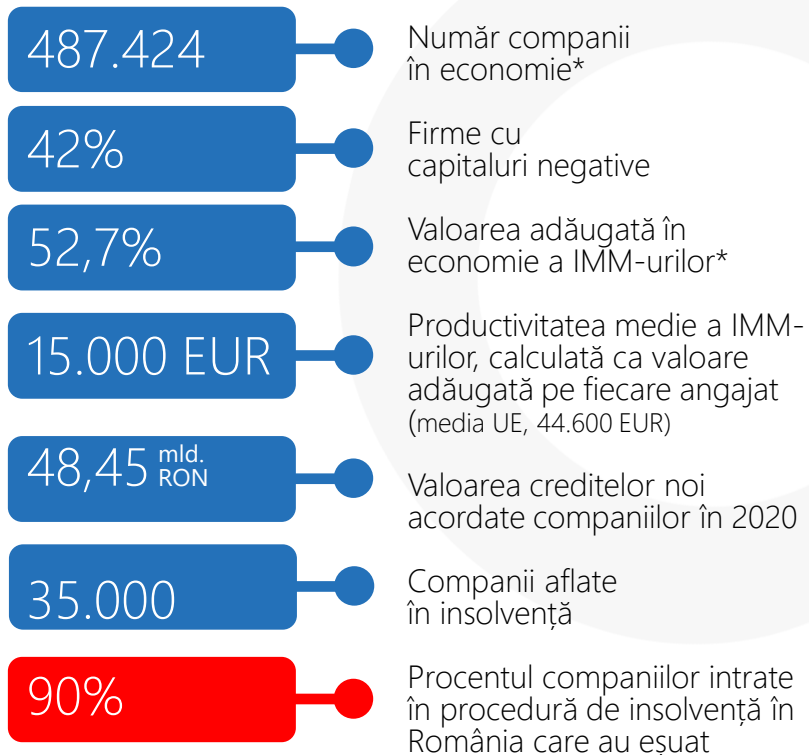 487.424
Număr companii
în economie*
42%
Firme cu
capitaluri negative
52,7%
Valoarea adăugată în
economie a IMM-urilor*
15.000 EUR
Productivitatea medie a IMM-
urilor, calculată ca valoare
adăugată pe fiecare angajat
(media UE, 44.600 EUR)
48,45 mld.
RON
Valoarea creditelor noi
acordate companiilor în 2020
35.000
Companii aflate
în insolvență
90%
Procentul companiilor intrate
în procedură de insolvență în
România care au eșuat